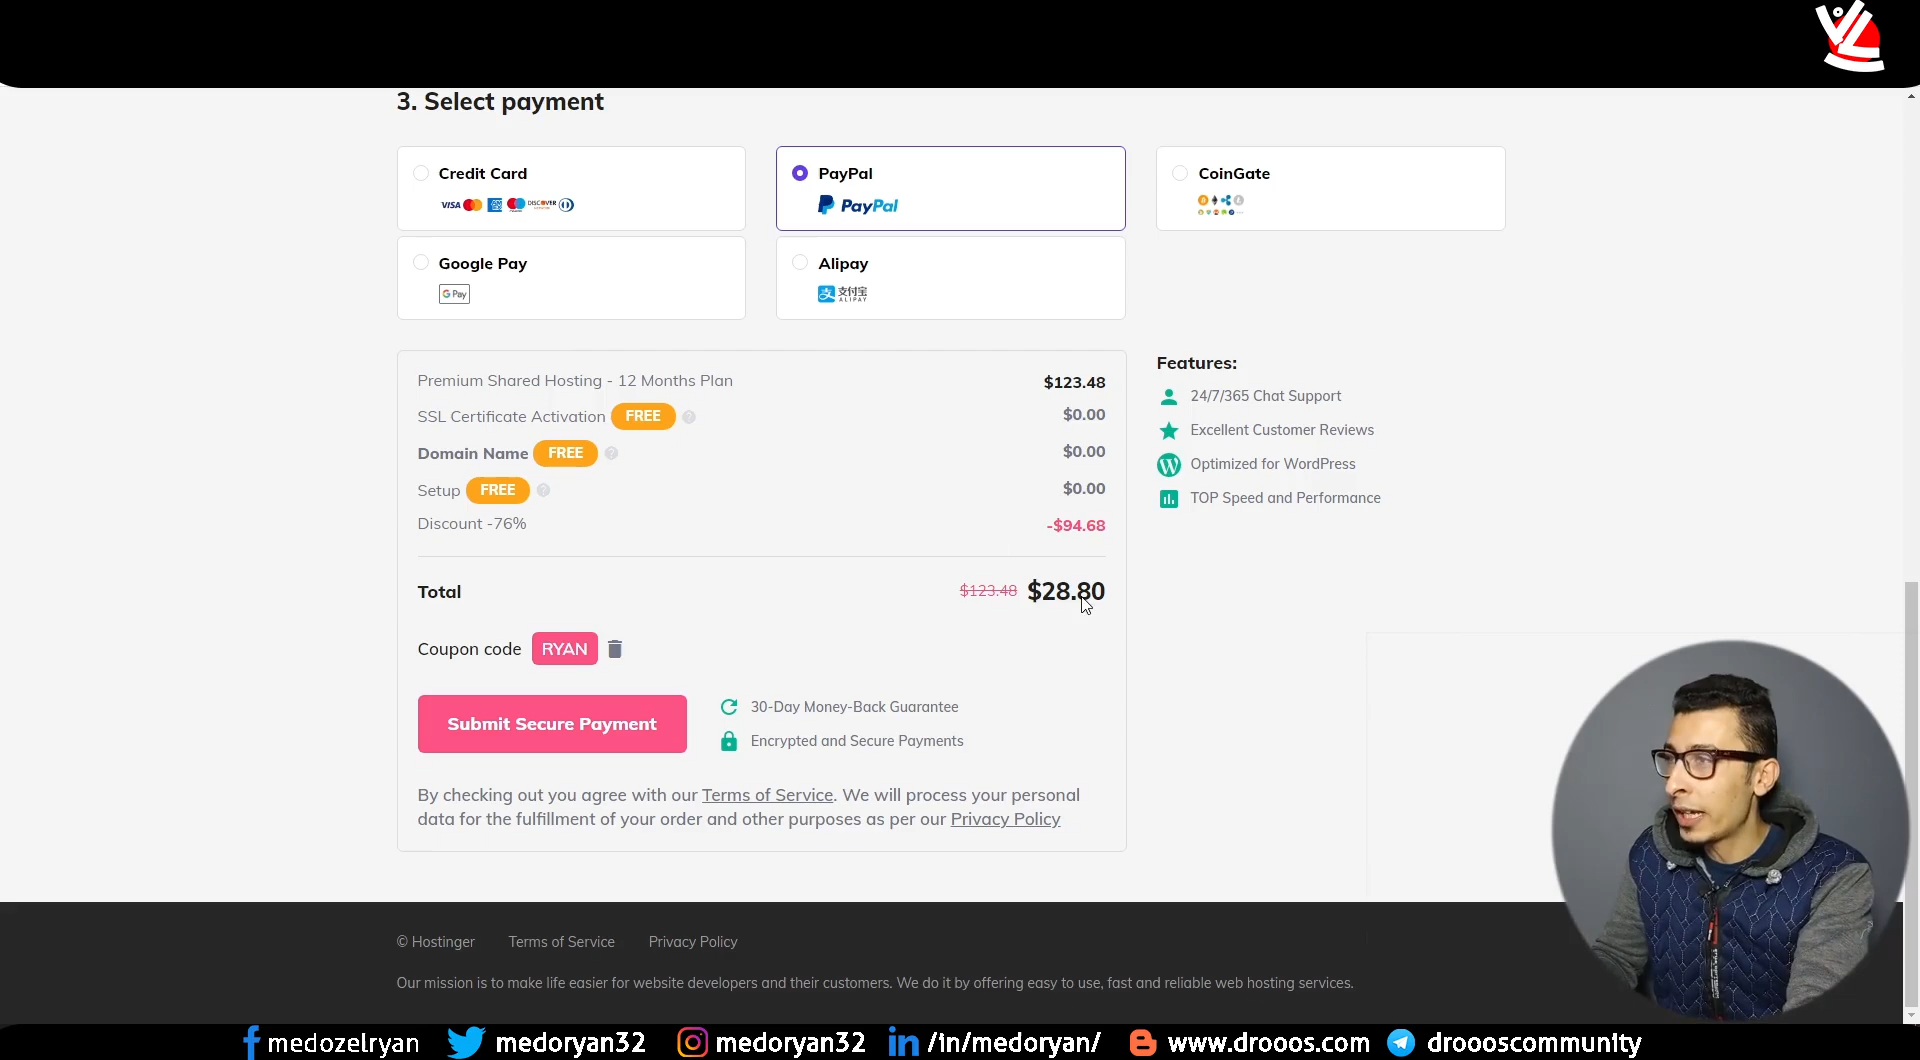 3. Select payment
Credit Card
VISA
DISCOVER
PayPal
PayPal
CoinGate
Google Pay
G Pay
Alipay
支 支付宝
ALIPAY
Premium Shared Hosting - 12 Months Plan $123.48
SSL Certificate Activation FREE ? $0.00
Domain Name FREE ? $0.00
Setup FREE ? $0.00
Discount -76% -$94.68
Total $123.48 $28.80
Coupon code RYAN
Submit Secure Payment
30-Day Money-Back Guarantee
Encrypted and Secure Payments
By checking out you agree with our Terms of Service. We will process your personal
data for the fulfillment of your order and other purposes as per our Privacy Policy
Features:
24/7/365 Chat Support
Excellent Customer Reviews
Optimized for WordPress
TOP Speed and Performance
© Hostinger Terms of Service Privacy Policy
Our mission is to make life easier for website developers and their customers. We do it by offering easy to use, fast and reliable web hosting services.
medozelryan medoryan32 medoryan32 /in/medoryan/ www.drooos.com droooscommunity